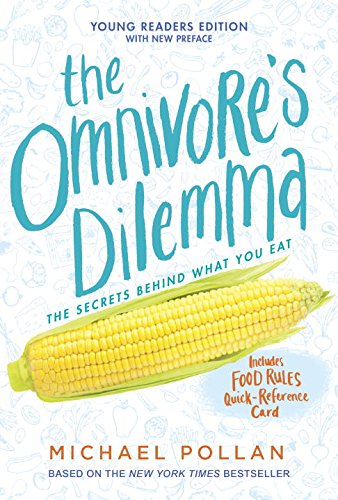 YOUNG READERS EDITION
WITH NEW PREFACE
the
OMNIVORE'S
DILEMMA
THE SECRETS BEHIND WHAT YOU EAT
Includes
FOOD RULES
Quick-Reference
Card
MICHAEL POLLAN
BASED ON THE NEW YORK TIMES BESTSELLER